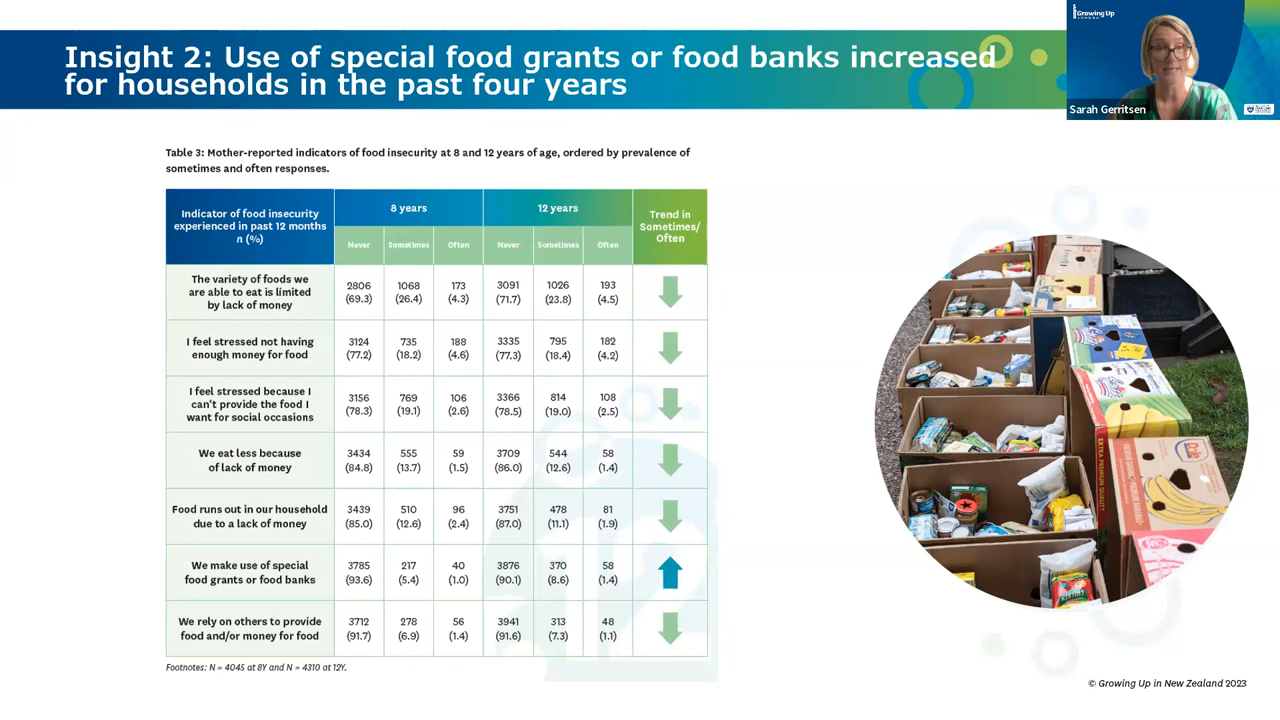 Insight 2: Use of special food grants or food banks increased
for households in the past four years
Growing Up
Sarah Gerritsen
Table 3: Mother-reported indicators of food insecurity at 8 and 12 years of age, ordered by prevalence of
sometimes and often responses.
Indicator of food insecurity
experienced in past 12 months
n (%)
8 years
12 years
Trend in
Sometimes/
Often
Never Sometimes Often Never Sometimes Often
The variety of foods we
are able to eat is limited
by lack of money
2806 1068 173 3091 1026 193
(69.3) (26.4) (4.3) (71.7) (23.8) (4.5)
I feel stressed not having
enough money for food
3124 735 188 3335 795 182
(77.2) (18.2) (4.6) (77.3) (18.4) (4.2)
I feel stressed because I
can't provide the food I
want for social occasions
3156 769 106 3366 814 108
(78.3) (19.1) (2.6) (78.5) (19.0) (2.5)
We eat less because
of lack of money
3434 555 59 3709 544 58
(84.8) (13.7) (1.5) (86.0) (12.6) (1.4)
Food runs out in our household
due to a lack of money
3439 510 96 3751 478 81
(85.0) (12.6) (2.4) (87.0) (11.1) (1.9)
We make use of special
food grants or food banks
3785 217 40 3876 370 58
(93.6) (5.4) (1.0) (90.1) (8.6) (1.4)
We rely on others to provide
food and/or money for food
3712 278 56 3941 313 48
(91.7) (6.9) (1.4) (91.6) (7.3) (1.1)
Footnotes: N = 4045 at 8Y and N = 4310 at 12Y.
EXTRA PREMIUM QUALITY
Dole
© Growing Up in New Zealand 2023